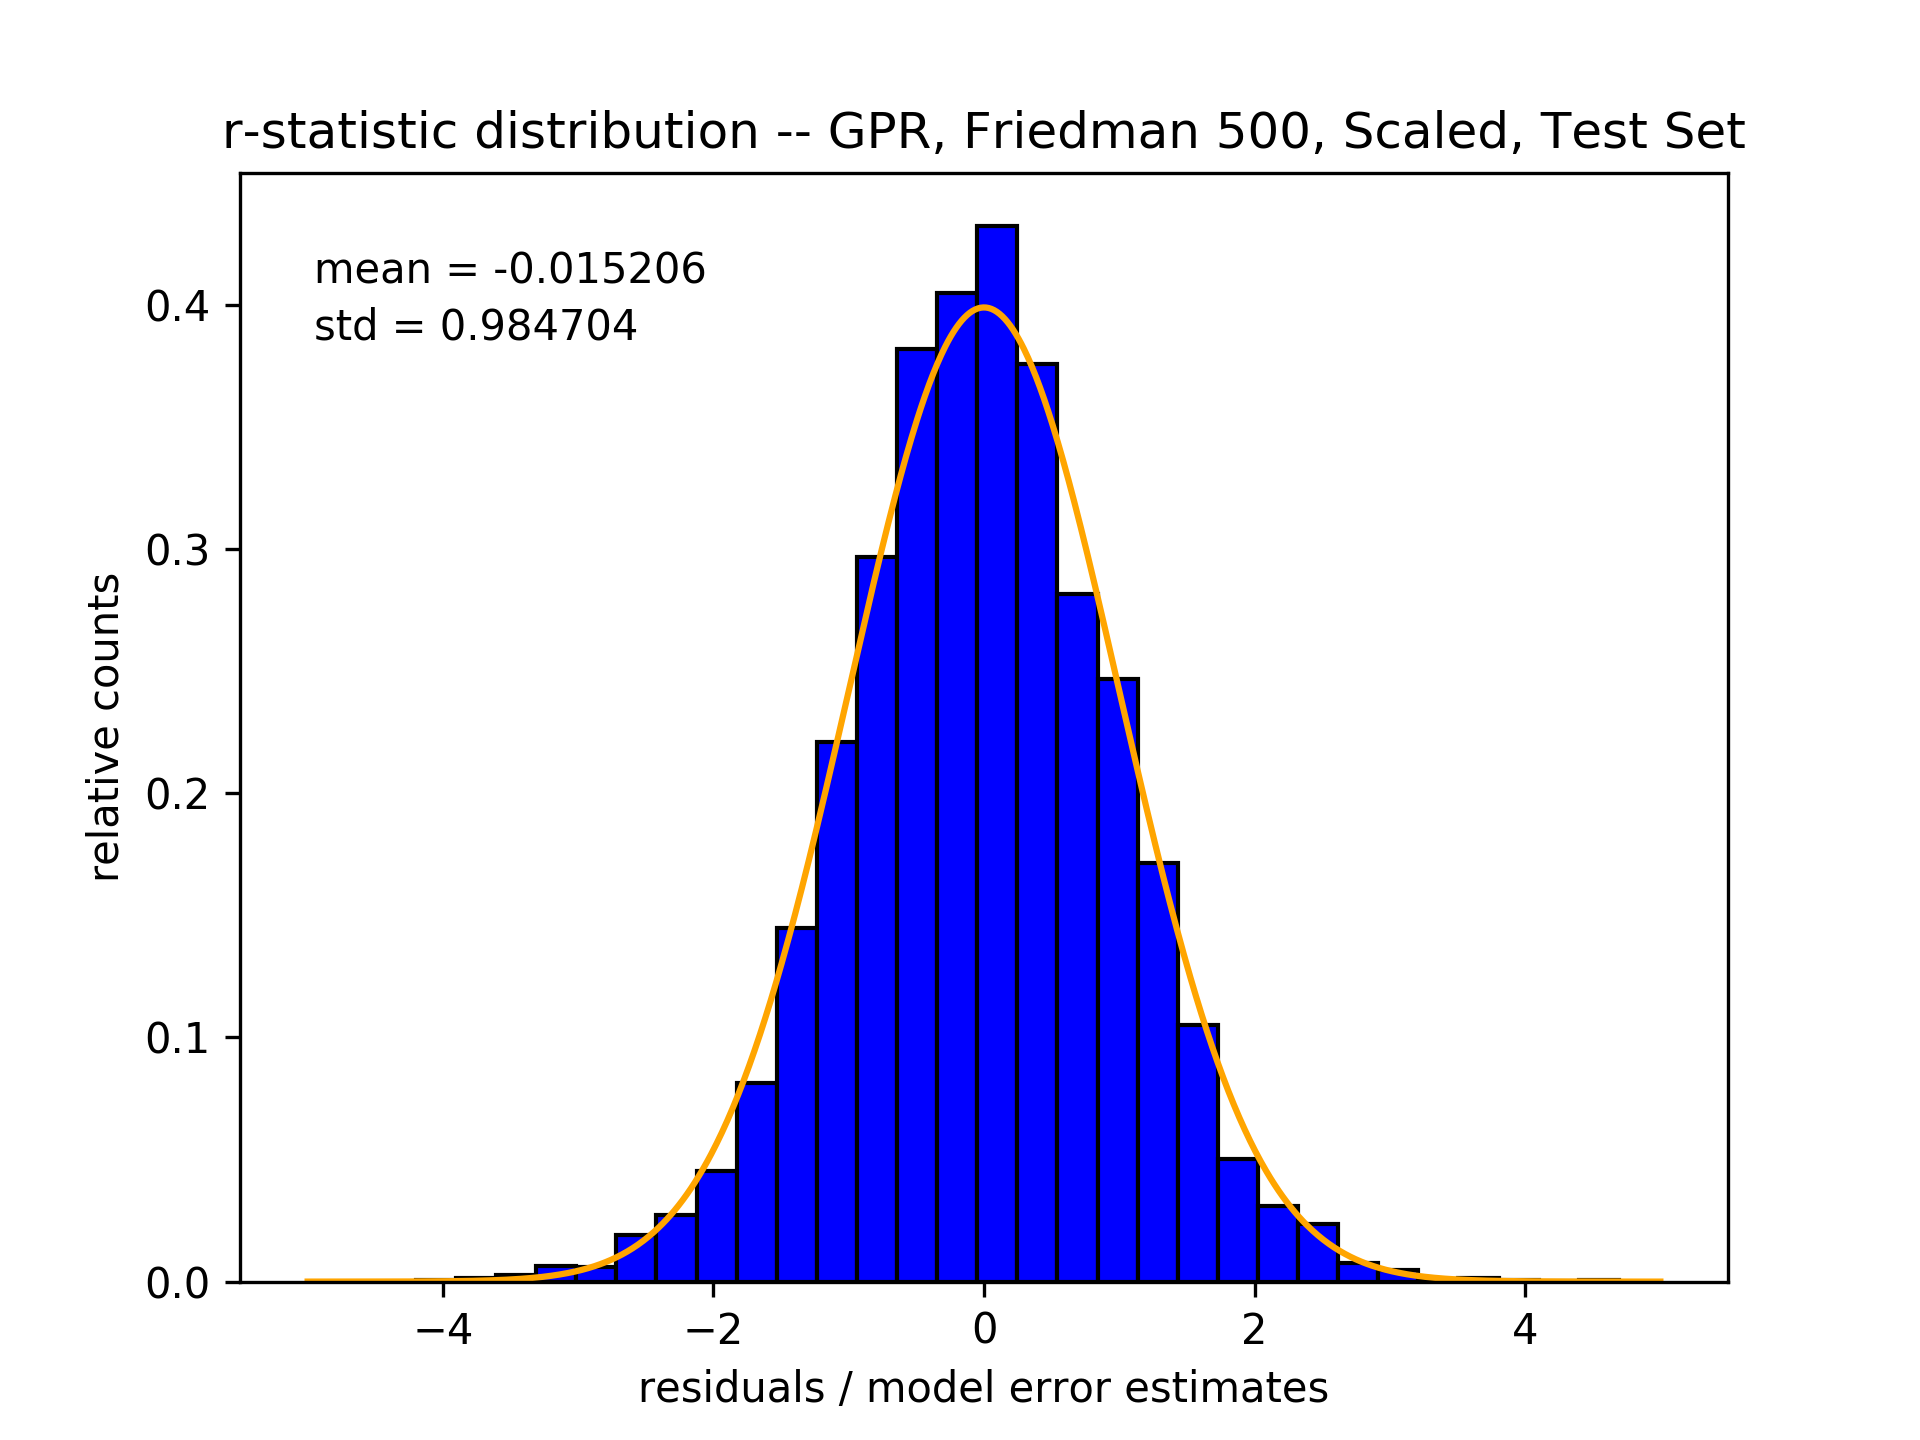 r-statistic distribution -- GPR, Friedman 500, Scaled, Test Set
mean = -0.015206
std = 0.984704
relative counts
0.4
0.3
0.2
0.1
0.0
−4 −2 0 2 4
residuals / model error estimates